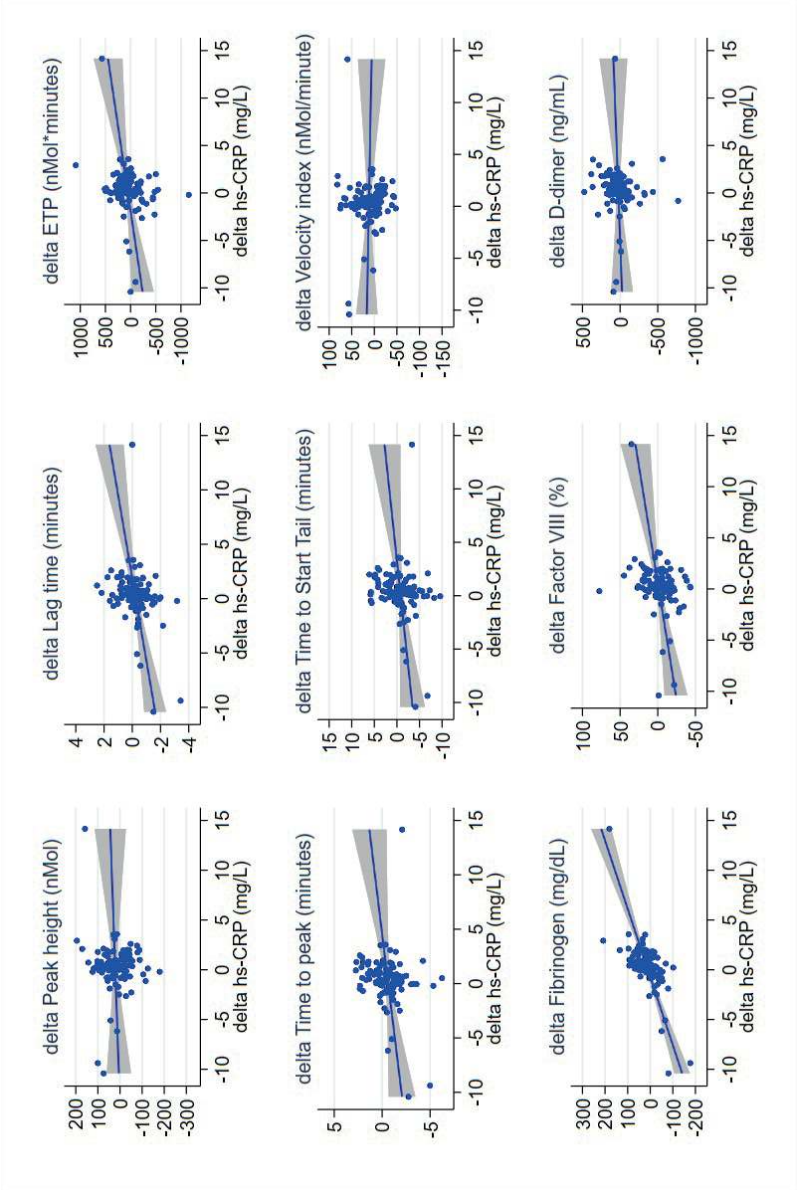 delta Peak height (nMol)
200
100
0
-100
-200
-300
-10 -5 0 5 10 15
delta hs-CRP (mg/L)
delta Lag time (minutes)
4
2
0
-2
-4
-10 -5 0 5 10 15
delta hs-CRP (mg/L)
delta ETP (nMol*minutes)
1000
500
0
-500
-1000
-10 -5 0 5 10 15
delta hs-CRP (mg/L)
delta Time to peak (minutes)
5
0
-5
-10 -5 0 5 10 15
delta hs-CRP (mg/L)
delta Time to Start Tail (minutes)
15
10
5
0
-5
-10
-10 -5 0 5 10 15
delta hs-CRP (mg/L)
delta Velocity index (nMol/minute)
100
50
0
-50
-100
-150
-10 -5 0 5 10 15
delta hs-CRP (mg/L)
delta Fibrinogen (mg/dL)
300
200
100
0
-100
-200
-10 -5 0 5 10 15
delta hs-CRP (mg/L)
delta Factor VIII (%)
100
50
0
-50
-10 -5 0 5 10 15
delta hs-CRP (mg/L)
delta D-dimer (ng/mL)
500
0
-500
-1000
-10 -5 0 5 10 15
delta hs-CRP (mg/L)